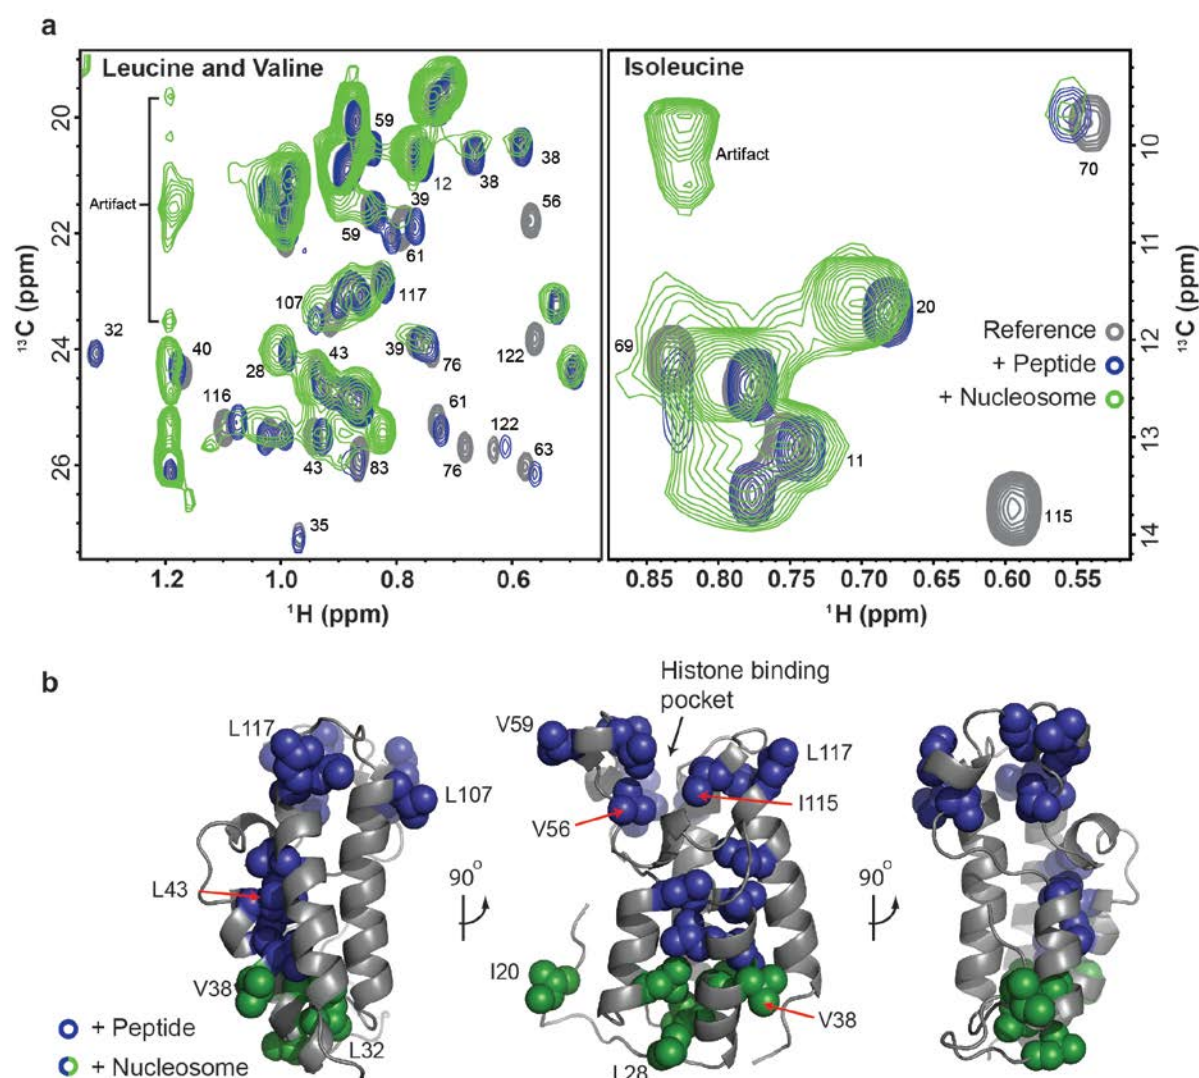 a
Leucine and Valine
Isoleucine
20
22
24
26
¹³C (ppm)
1.2
1.0
0.8
0.6
¹H (ppm)
Artifact
59
12
38
38
39
56
59
61
107
117
32
40
28
43
39
76
122
116
61
122
43
83
76
63
35
Artifact
70
20
69
11
115
Reference
+ Peptide
+ Nucleosome
10
11
12
13
14
¹³C (ppm)
0.85
0.80
0.75
0.70
0.65
0.60
0.55
¹H (ppm)
b
Histone binding
pocket
L117
L107
L43
V38
L32
90°
V59
L117
I115
V56
I20
V38
L28
90°
+ Peptide
+ Nucleosome